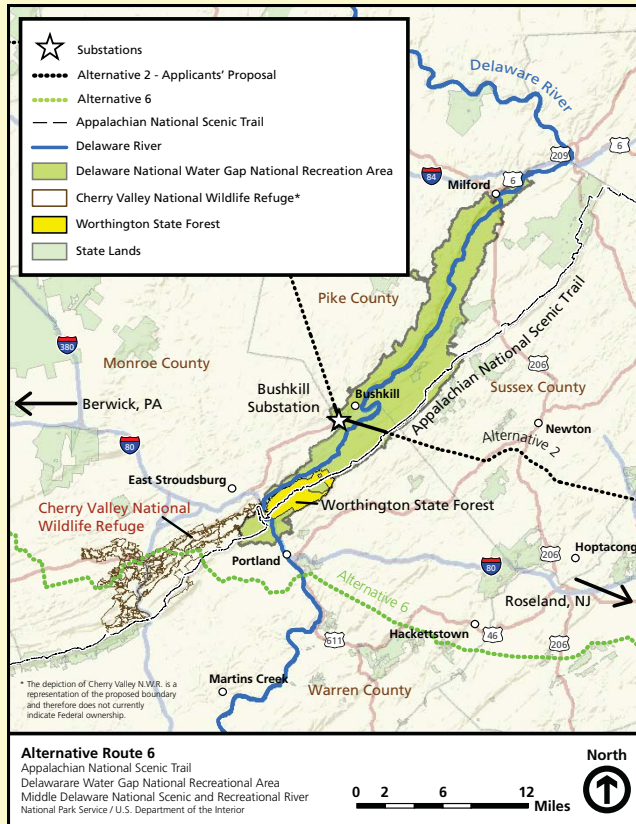 Substations
Alternative 2 - Applicants' Proposal
Alternative 6
Appalachian National Scenic Trail
Delaware River
Delaware National Water Gap National Recreation Area
Cherry Valley National Wildlife Refuge*
Worthington State Forest
State Lands
Delaware River
6
209
84
6
Milford
Pike County
380
Monroe County
Appalachian National Scenic Trail
206
Sussex County
Bushkill
Substation
Bushkill
Berwick, PA
Newton
80
Alternative 2
East Stroudsburg
Cherry Valley National
Wildlife Refuge
Worthington State Forest
Portland
206
Hoptacong
80
Alternative 6
Roseland, NJ
Hackettstown
46
611
206
Martins Creek
Warren County
* The depiction of Cherry Valley N.W.R. is a
representation of the proposed boundary
and therefore does not currently
indicate Federal ownership.
Alternative Route 6
Appalachian National Scenic Trail
Delawarare Water Gap National Recreational Area
Middle Delaware National Scenic and Recreational River
National Park Service / U.S. Department of the Interior
0 2 6 12
Miles
North